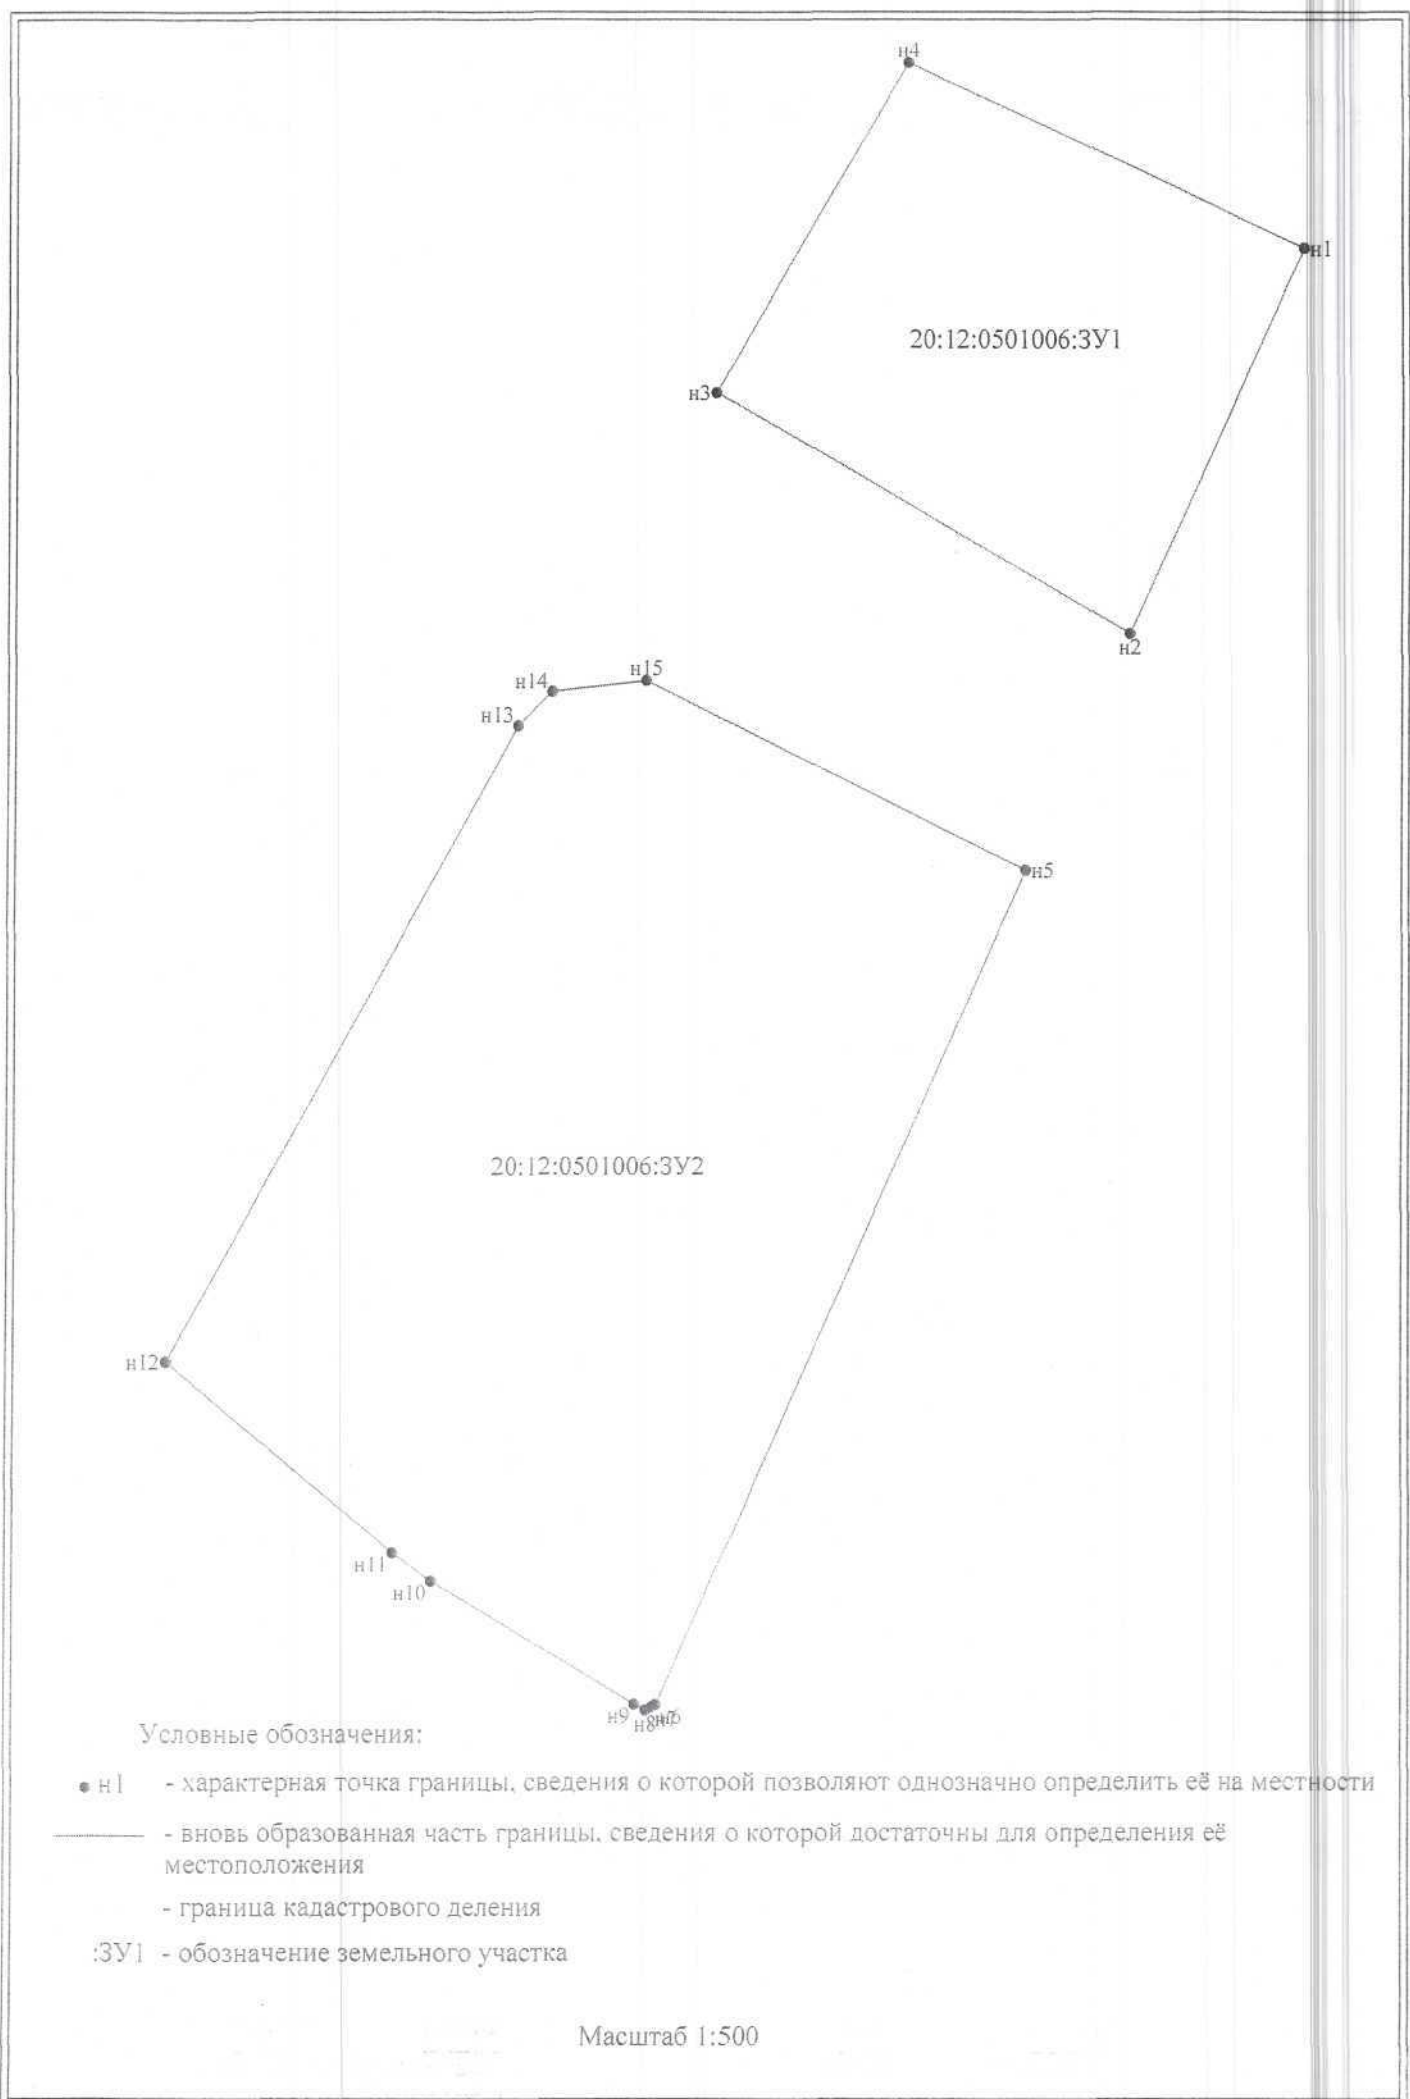 н4
н1
20:12:0501006:ЗУ1
н3
н2
н15
н14
н13
н5
20:12:0501006:ЗУ2
н12
н11
н10
н9
н8
н7
н6
Условные обозначения:
н1 - характерная точка границы, сведения о которой позволяют однозначно определить её на местности
- вновь образованная часть границы, сведения о которой достаточны для определения её
местоположения
- граница кадастрового деления
:ЗУ1 - обозначение земельного участка
Масштаб 1:500